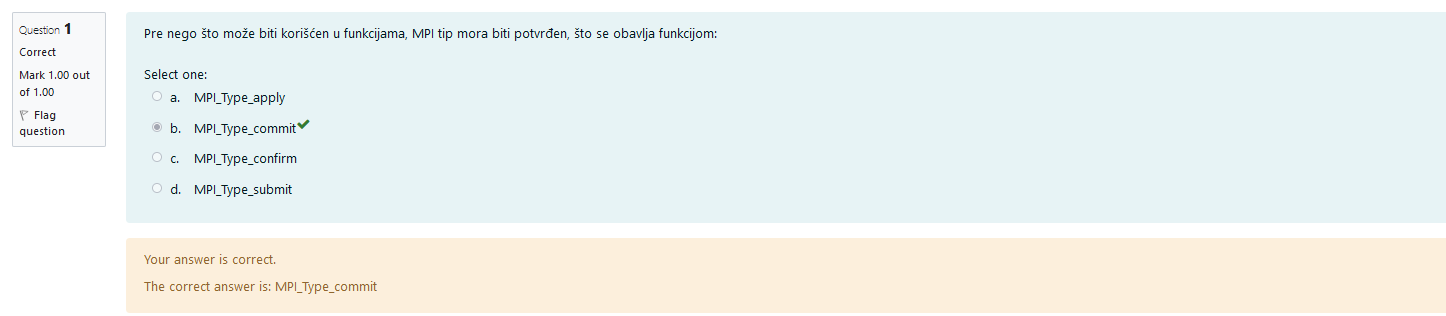 Question 1
Correct
Mark 1.00 out
of 1.00
Flag
question
Pre nego što može biti korišćen u funkcijama, MPI tip mora biti potvrđen, što se obavlja funkcijom:
Select one:
a. MPI_Type_apply
b. MPI_Type_commit
c. MPI_Type_confirm
d. MPI_Type_submit
Your answer is correct.
The correct answer is: MPI_Type_commit